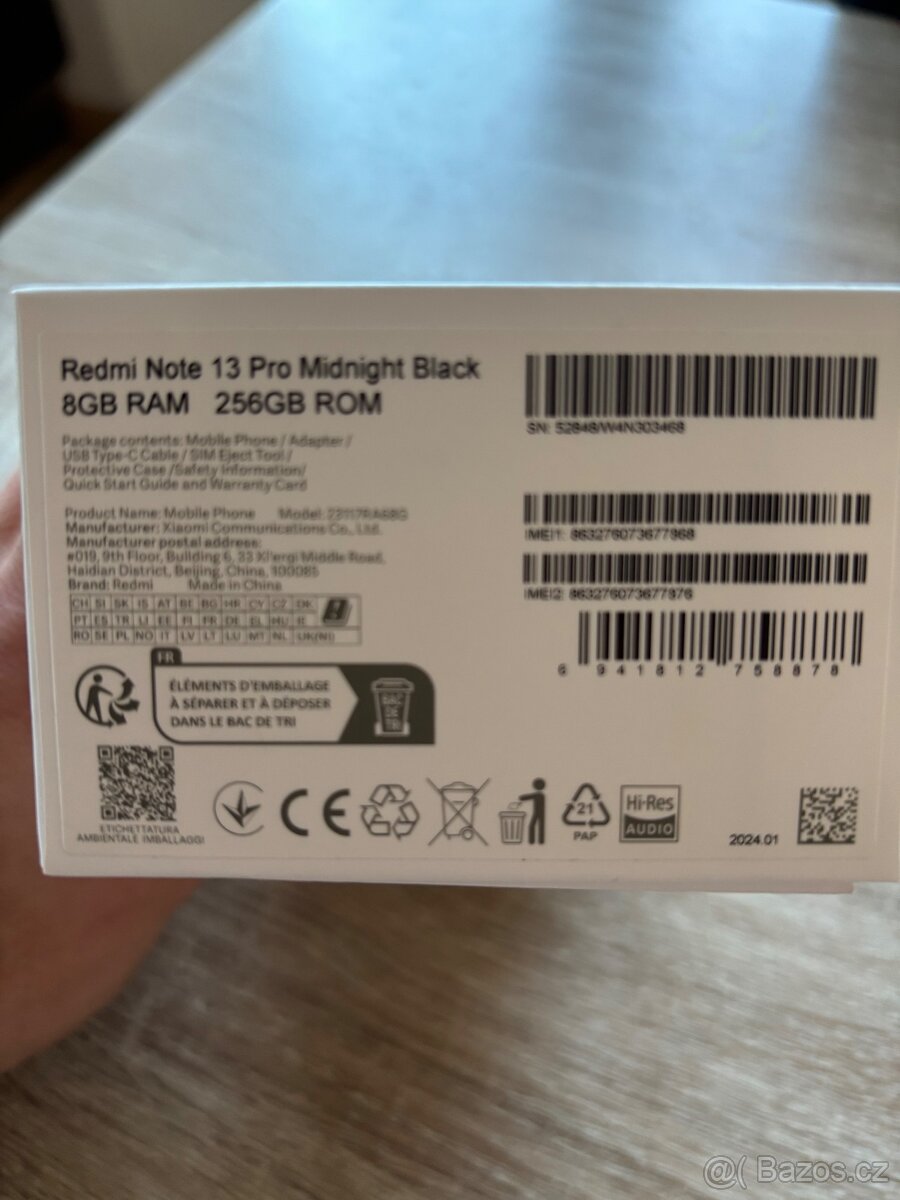 Redmi Note 13 Pro Midnight Black
8GB RAM 256GB ROM
Package contents: Mobile Phone / Adapter /
USB Type-C Cable / SIM Eject Tool /
Protective Case /Safety Information/
Quick Start Guide and Warranty Card
Product Name: Mobile Phone Model:
Manufacturer: Xiaomi Communications Co., Ltd.
Manufacturer postal address:
#019, 9th Floor, Building 6, 33 Xi'erqi Middle Road,
Haidian District, Beijing, China, 100085
Brand: Redmi Made in China
CH SI SK IS AT BE BG HR CY CZ DK
PT ES TR LI EE FI FR DE EL HU IE
RO SE PL NO IT LV LT LU MT NL UK(NI)
FR
ÉLÉMENTS D'EMBALLAGE
À SÉPARER ET À DÉPOSER
DANS LE BAC DE TRI
BAC
DE
TRI
ETICHETTATURA
AMBIENTALE IMBALLAGGI
CE
21
PAP
Hi-Res
AUDIO
2024.01
SN:
IMEI1: 863276073677968
IMEI2: 863276073677976
6 941812 758878
@( Bazos.cz